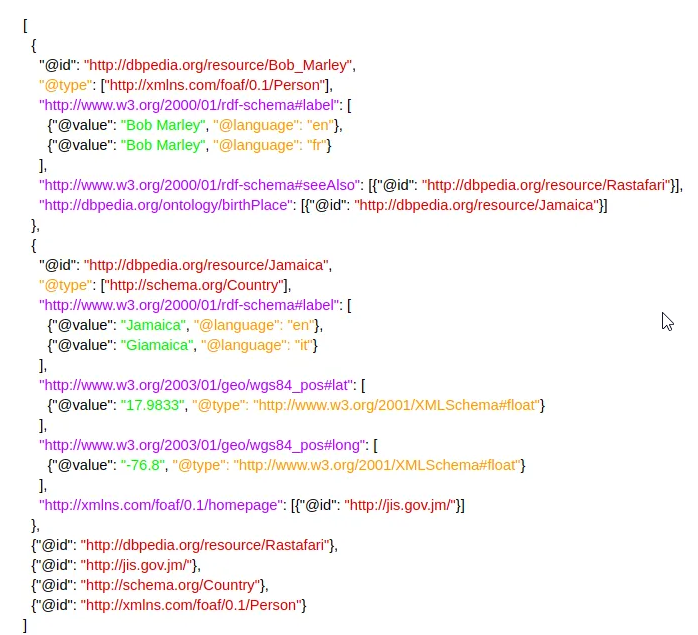 [
{
"@id": "http://dbpedia.org/resource/Bob_Marley",
"@type": ["http://xmlns.com/foaf/0.1/Person"],
"http://www.w3.org/2000/01/rdf-schema#label": [
{"@value": "Bob Marley", "@language": "en"},
{"@value": "Bob Marley", "@language": "fr"}
],
"http://www.w3.org/2000/01/rdf-schema#seeAlso": [{"@id": "http://dbpedia.org/resource/Rastafari"}],
"http://dbpedia.org/ontology/birthPlace": [{"@id": "http://dbpedia.org/resource/Jamaica"}]
},
{
"@id": "http://dbpedia.org/resource/Jamaica",
"@type": ["http://schema.org/Country"],
"http://www.w3.org/2000/01/rdf-schema#label": [
{"@value": "Jamaica", "@language": "en"},
{"@value": "Giamaica", "@language": "it"}
],
"http://www.w3.org/2003/01/geo/wgs84_pos#lat": [
{"@value": "17.9833", "@type": "http://www.w3.org/2001/XMLSchema#float"}
],
"http://www.w3.org/2003/01/geo/wgs84_pos#long": [
{"@value": "-76.8", "@type": "http://www.w3.org/2001/XMLSchema#float"}
],
"http://xmlns.com/foaf/0.1/homepage": [{"@id": "http://jis.gov.jm/"}]
},
{"@id": "http://dbpedia.org/resource/Rastafari"},
{"@id": "http://jis.gov.jm/"},
{"@id": "http://schema.org/Country"},
{"@id": "http://xmlns.com/foaf/0.1/Person"}
]